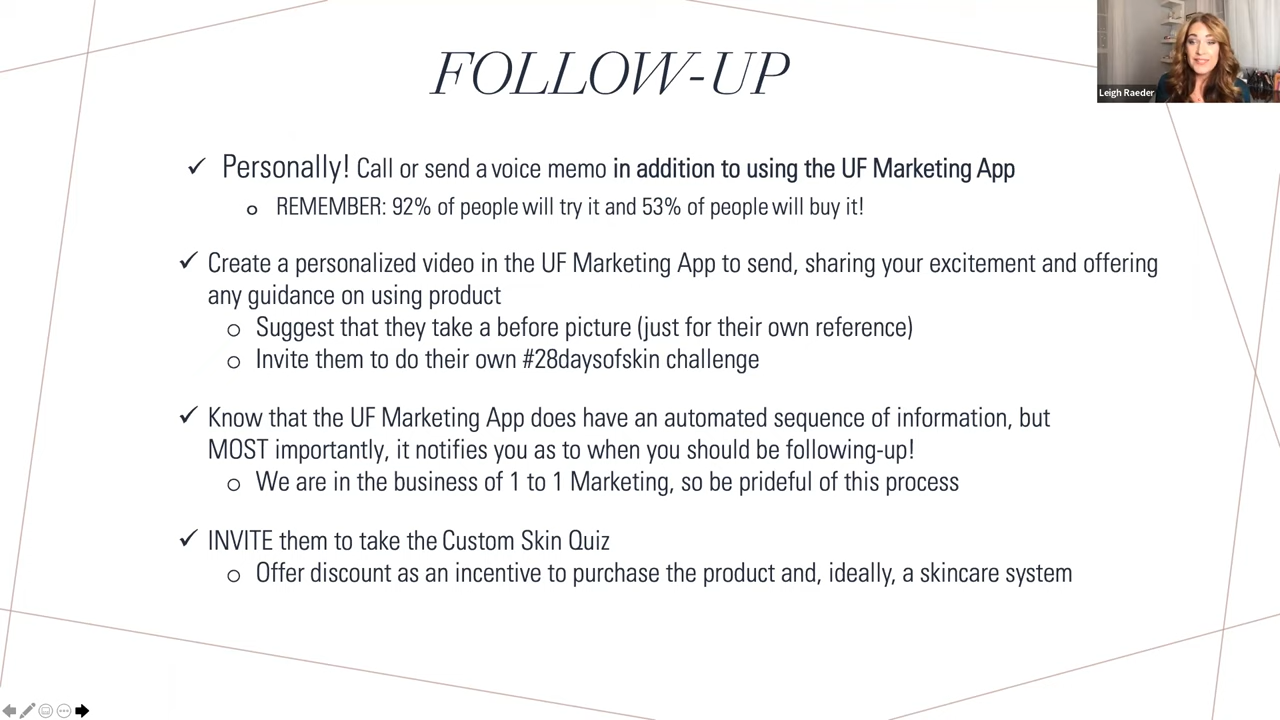 FOLLOW-UP
Leigh Raeder
✓ Personally! Call or send a voice memo in addition to using the UF Marketing App
o REMEMBER: 92% of people will try it and 53% of people will buy it!
✓ Create a personalized video in the UF Marketing App to send, sharing your excitement and offering
any guidance on using product
o Suggest that they take a before picture (just for their own reference)
o Invite them to do their own #28daysofskin challenge
✓ Know that the UF Marketing App does have an automated sequence of information, but
MOST importantly, it notifies you as to when you should be following-up!
o We are in the business of 1 to 1 Marketing, so be prideful of this process
✓ INVITE them to take the Custom Skin Quiz
o Offer discount as an incentive to purchase the product and, ideally, a skincare system